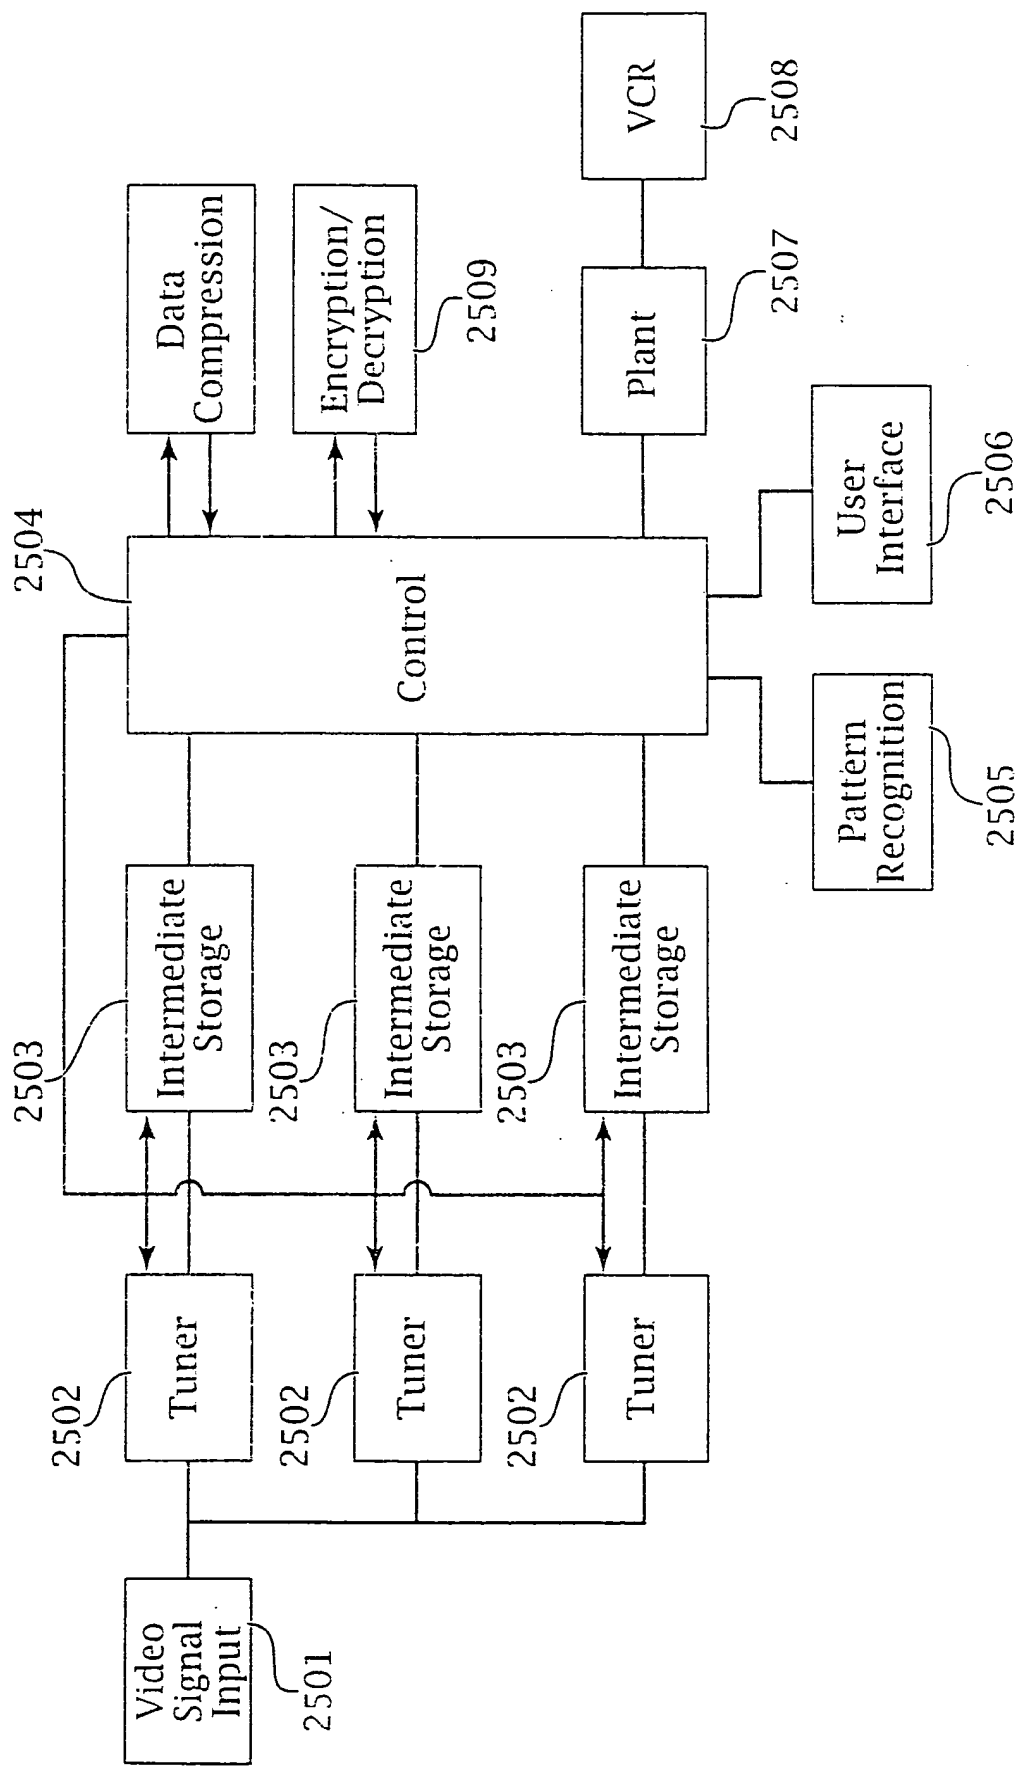 Video
Signal
Input
2501
2502
Tuner
2502
Tuner
2502
Tuner
2503
Intermediate
Storage
2503
Intermediate
Storage
2503
Intermediate
Storage
2504
Control
Data
Compression
Encryption/
Decryption
2509
Plant
2507
VCR
2508
Pattern
Recognition
2505
User
Interface
2506